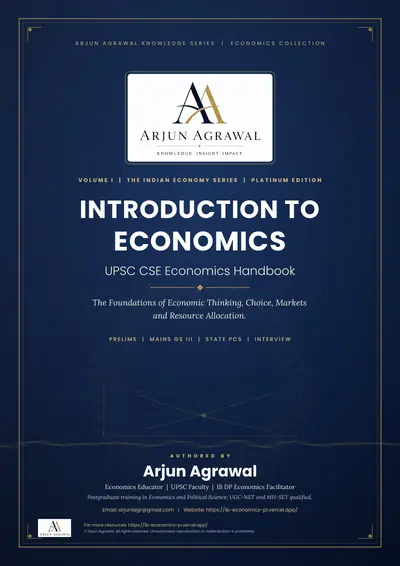 ARJUN AGRAWAL KNOWLEDGE SERIES | ECONOMICS COLLECTION
AA
ARJUN AGRAWAL
KNOWLEDGE. INSIGHT. IMPACT.
VOLUME I | THE INDIAN ECONOMY SERIES | PLATINUM EDITION
INTRODUCTION TO
ECONOMICS
UPSC CSE Economics Handbook
The Foundations of Economic Thinking, Choice, Markets
and Resource Allocation.
PRELIMS | MAINS GS III | STATE PCS | INTERVIEW
AUTHORED BY
Arjun Agrawal
Economics Educator | UPSC Faculty | IB DP Economics Facilitator
Postgraduate training in Economics and Political Science; UGC-NET and MH-SET qualified.
Email: arjunlagr@gmail.com | Website: https://ib-economics-pi.vercel.app/
AA
ARJUN AGRAWAL
For more resources: https://ib-economics-pi.vercel.app/
© Arjun Agrawal. All rights reserved. Unauthorised reproduction or redistribution is prohibited.